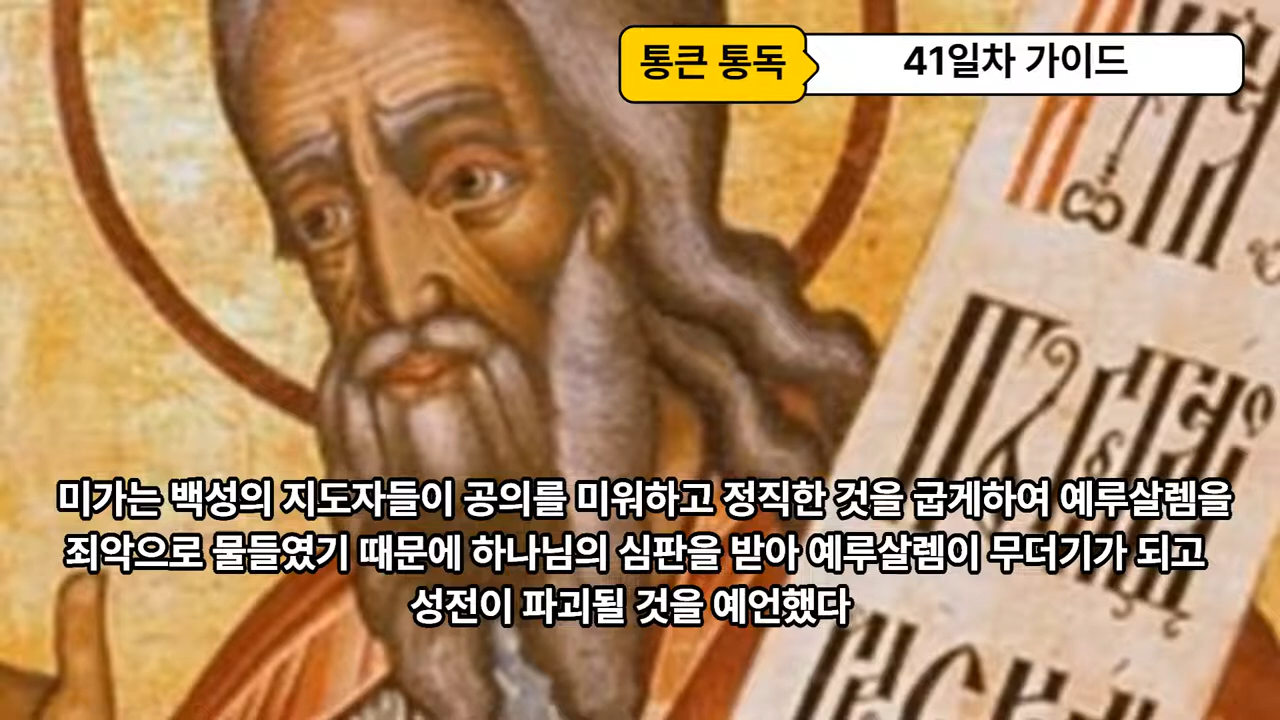 통큰 통독
41일차 가이드
미가는 백성의 지도자들이 공의를 미워하고 정직한 것을 굽게하여 예루살렘을
죄악으로 물들였기 때문에 하나님의 심판을 받아 예루살렘이 무더기가 되고
성전이 파괴될 것을 예언했다